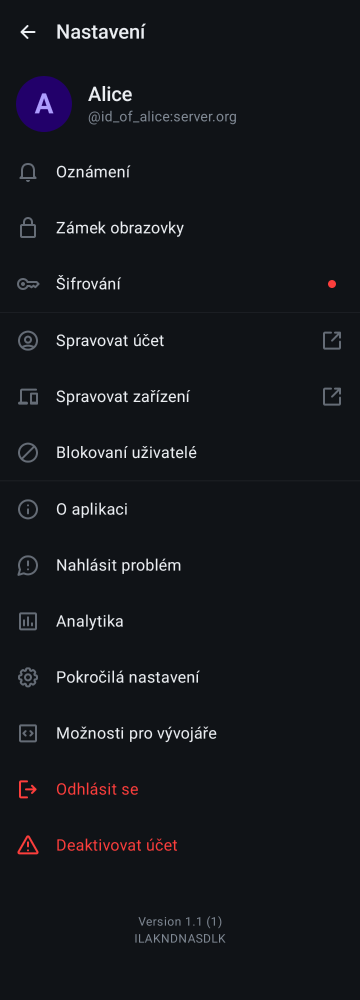 Nastavení
A
Alice
@id_of_alice:server.org
Oznámení
Zámek obrazovky
Šifrování
Spravovat účet
Spravovat zařízení
Blokovaní uživatelé
O aplikaci
Nahlásit problém
Analytika
Pokročilá nastavení
Možnosti pro vývojáře
Odhlásit se
Deaktivovat účet
Version 1.1 (1)
ILAKNDNASDLK